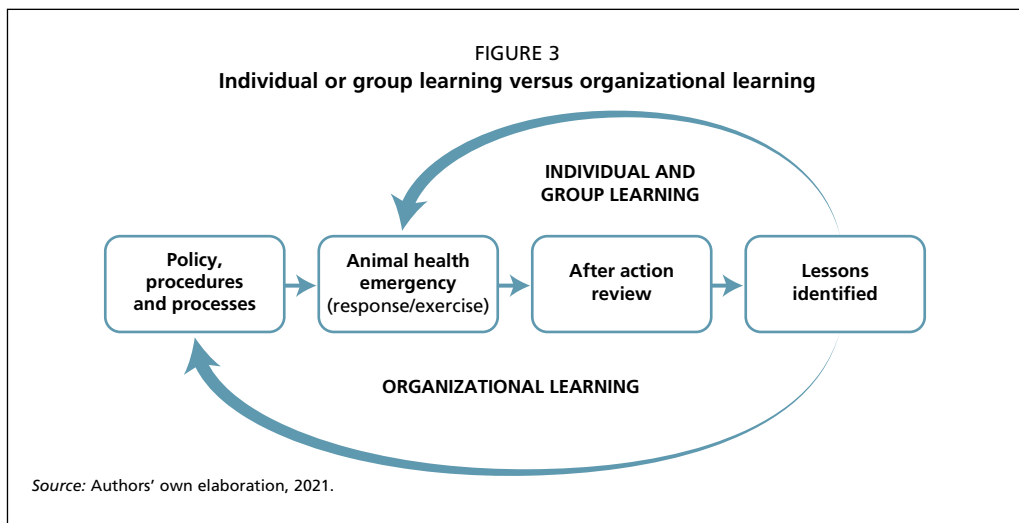 FIGURE 3
Individual or group learning versus organizational learning
INDIVIDUAL AND
GROUP LEARNING
Policy,
procedures
and processes
Animal health
emergency
(response/exercise)
After action
review
Lessons
identified
ORGANIZATIONAL LEARNING
Source: Authors' own elaboration, 2021.